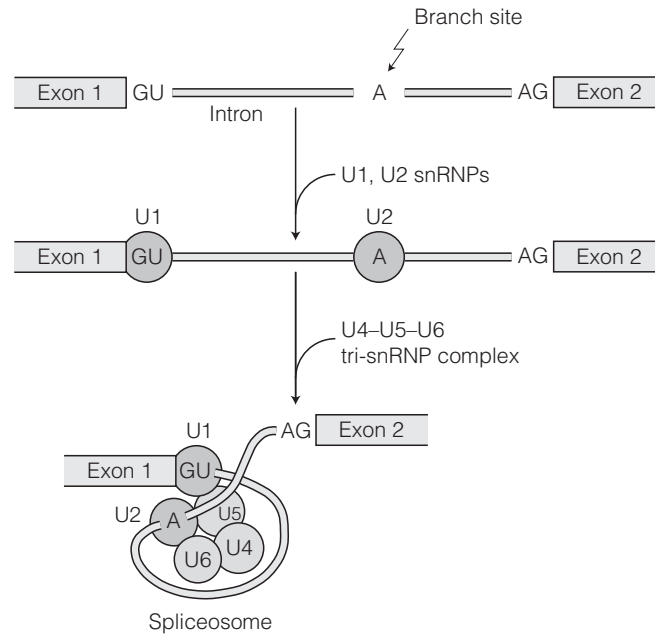 Branch site
Exon 1 GU A AG Exon 2
Intron
U1, U2 snRNPs
U1 U2
Exon 1 GU A AG Exon 2
U4–U5–U6
tri-snRNP complex
AG Exon 2
U1
Exon 1 GU
U2 A U5
U6 U4
Spliceosome